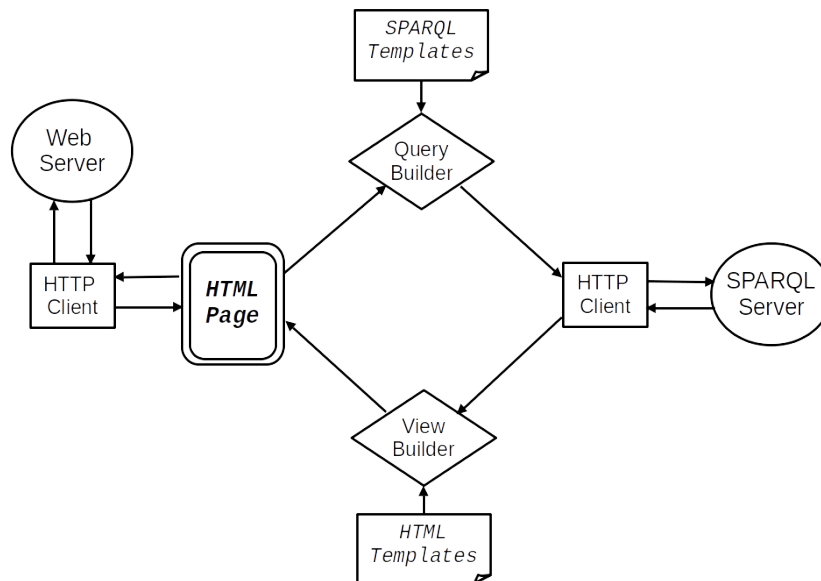 SPARQL
Templates
Web
Server
Query
Builder
HTTP
Client
HTML
Page
HTTP
Client
SPARQL
Server
View
Builder
HTML
Templates